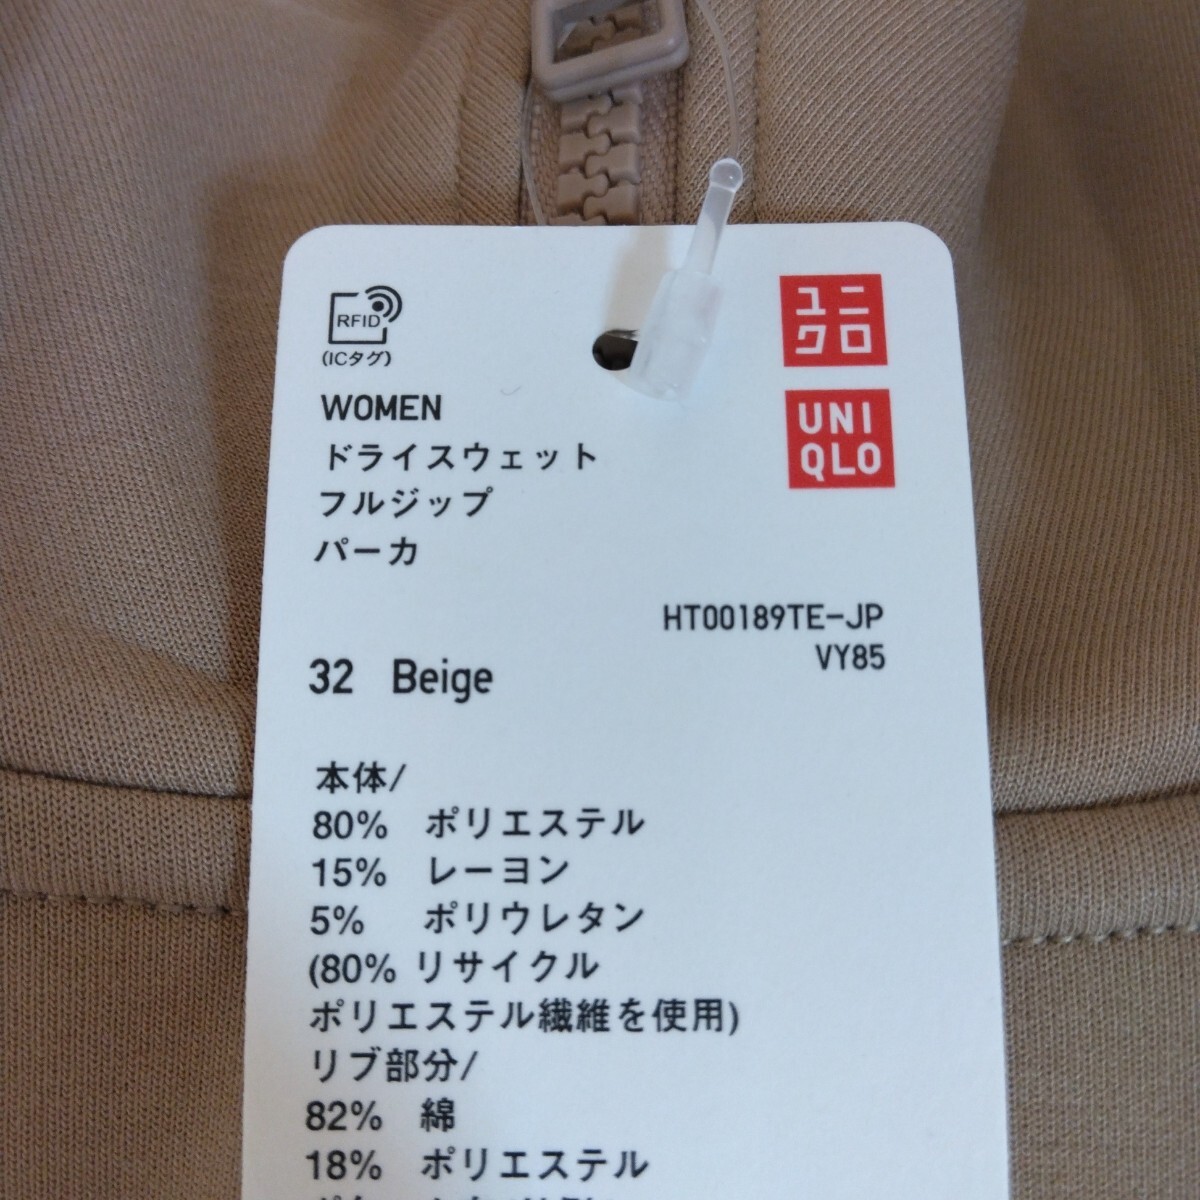 RFID
(ICタグ)
ユニ
クロ
UNI
QLO
WOMEN
ドライスウェット
フルジップ
パーカ
HT00189TE-JP
VY85
32 Beige
本体/
80% ポリエステル
15% レーヨン
5% ポリウレタン
(80% リサイクル
ポリエステル繊維を使用)
リブ部分/
82% 綿
18% ポリエステル